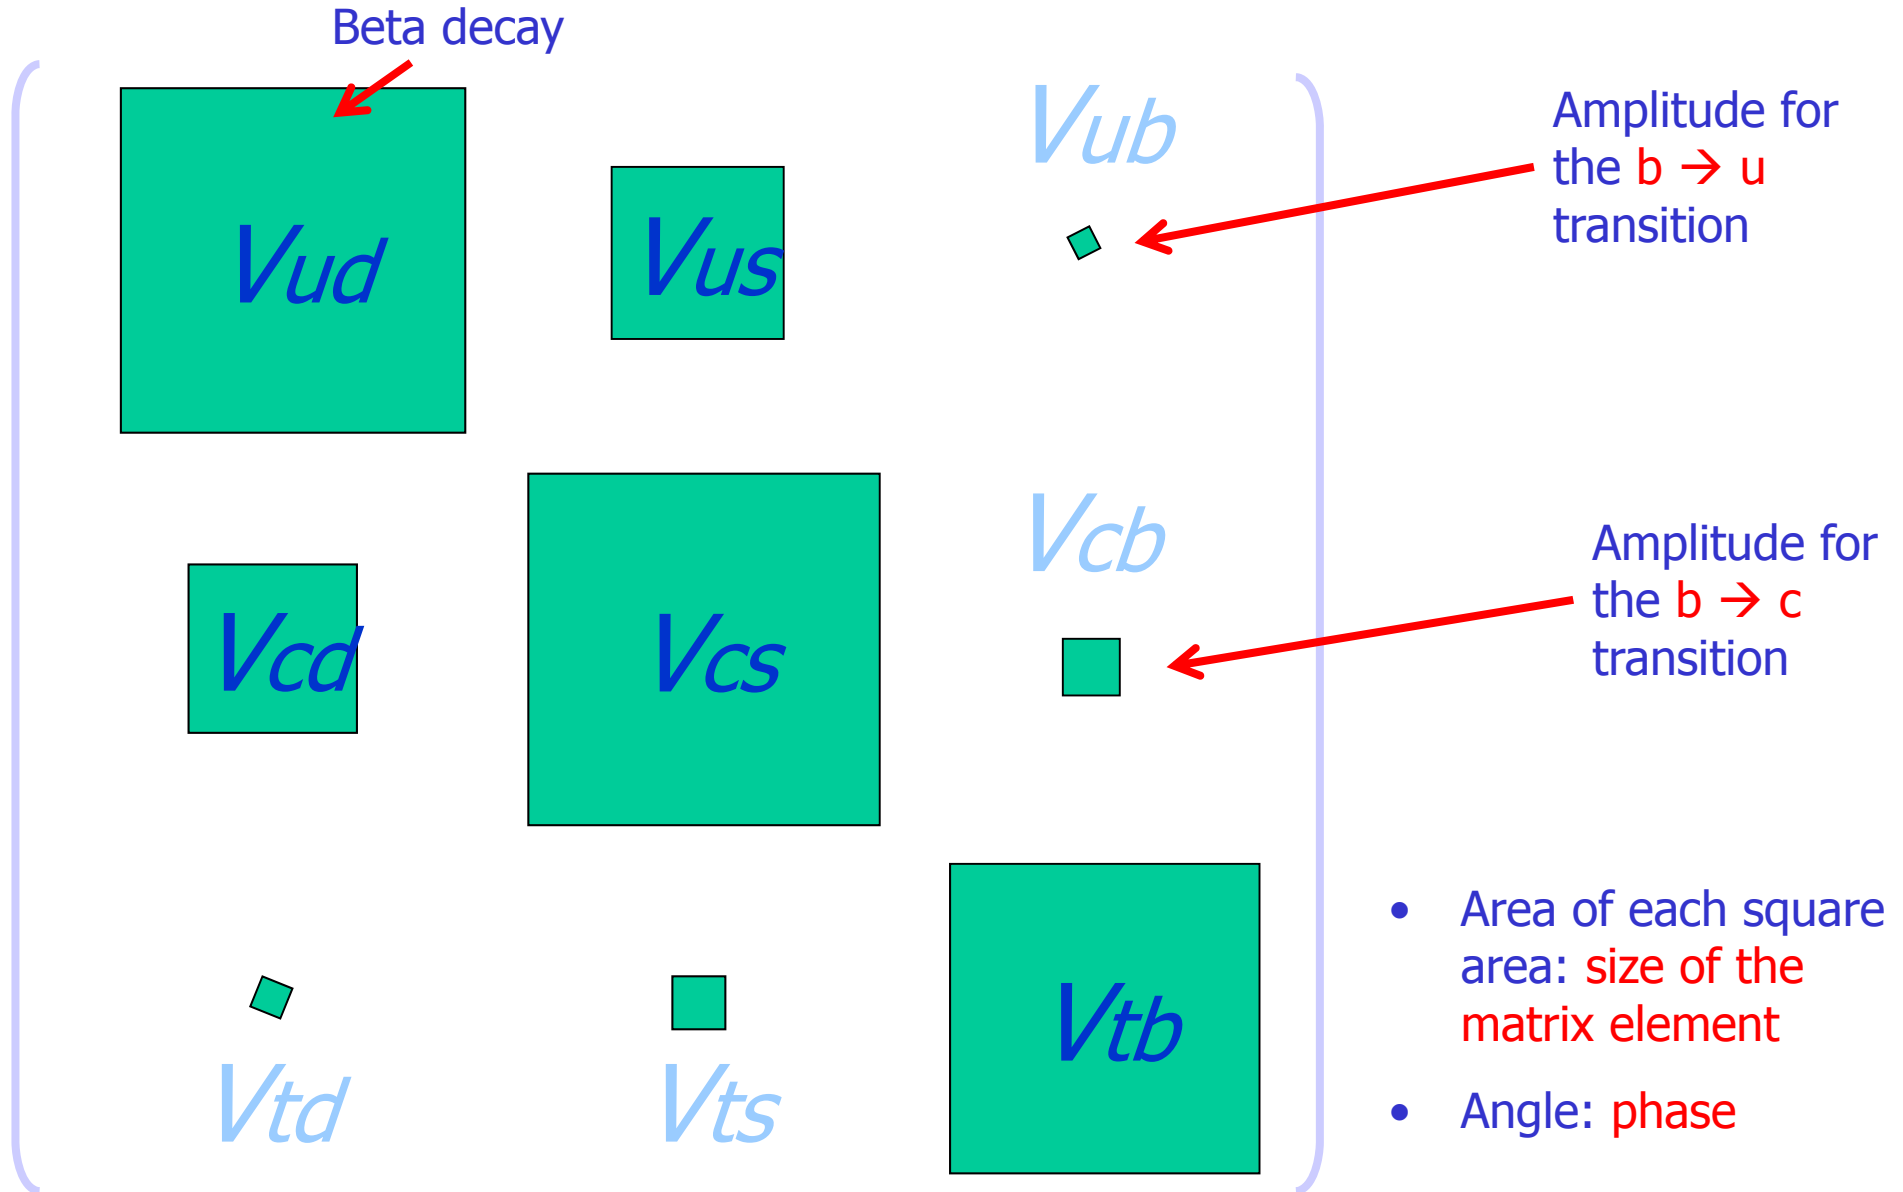 Beta decay
Vud
Vus
Vub
Amplitude for
the b → u
transition
Vcd
Vcs
Vcb
Amplitude for
the b → c
transition
Vtd
Vts
Vtb
• Area of each square
area: size of the
matrix element
• Angle: phase